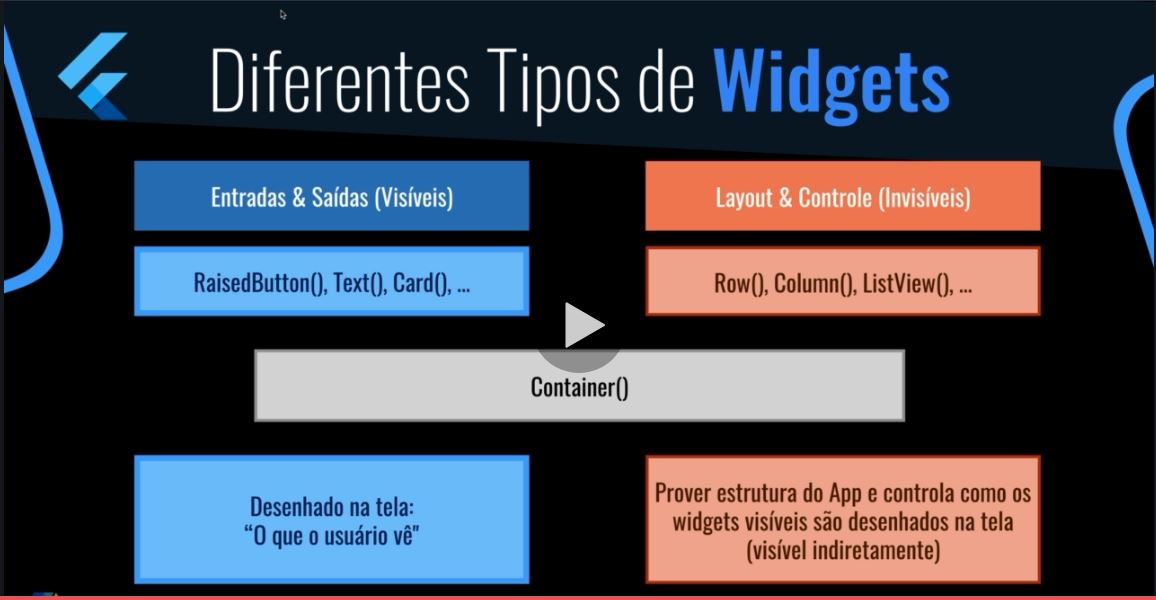 Diferentes Tipos de Widgets
Entradas & Saídas (Visíveis)
Layout & Controle (Invisíveis)
RaisedButton(), Text(), Card(), ...
Row(), Column(), ListView(), ...
Container()
Desenhado na tela:
“O que o usuário vê"
Prover estrutura do App e controla como os
widgets visíveis são desenhados na tela
(visível indiretamente)